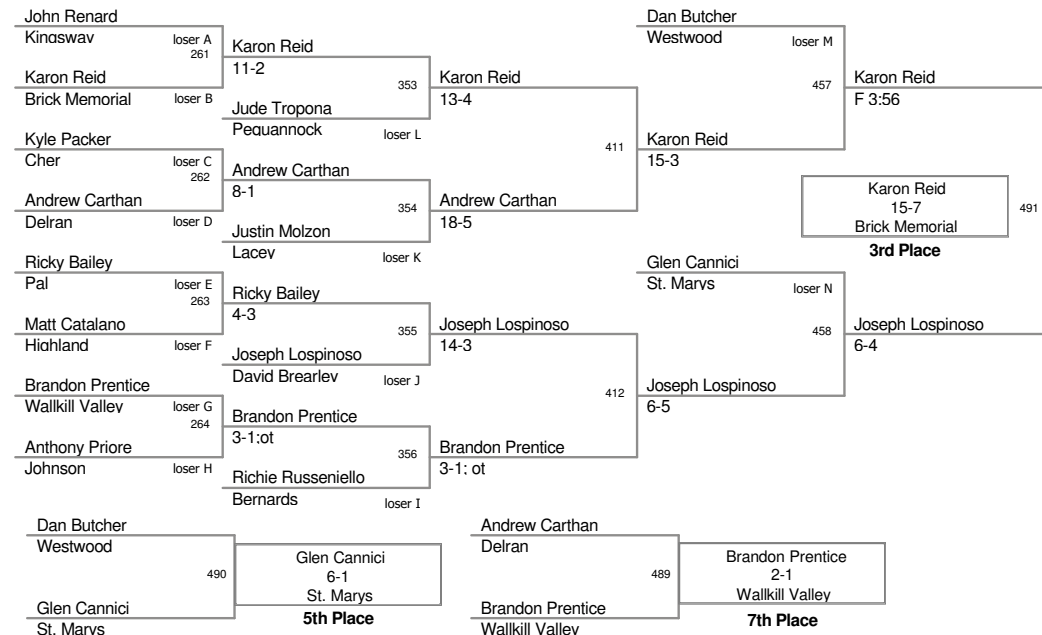 John Renard
Kingsway
loser A
261
Karon Reid
Brick Memorial
loser B
Kyle Packer
Cher
loser C
262
Andrew Carthan
Delran
loser D
Ricky Bailey
Pal
loser E
263
Matt Catalano
Highland
loser F
Brandon Prentice
Wallkill Valley
loser G
264
Anthony Priore
Johnson
loser H
Karon Reid
11-2
353
Jude Tropona
Pequannock
loser L
Andrew Carthan
8-1
354
Justin Molzon
Lacey
loser K
Ricky Bailey
4-3
355
Joseph Lospinoso
David Brearley
loser J
Brandon Prentice
3-1;ot
356
Richie Russeniello
Bernards
loser I
Karon Reid
13-4
411
Andrew Carthan
18-5
Joseph Lospinoso
14-3
412
Brandon Prentice
3-1; ot
Dan Butcher
Westwood
loser M
457
Karon Reid
15-3
Glen Cannici
St. Marys
loser N
458
Joseph Lospinoso
6-5
Karon Reid
F 3:56
Karon Reid
15-7
Brick Memorial
491
3rd Place
Joseph Lospinoso
6-4
Dan Butcher
Westwood
490
Glen Cannici
St. Marys
Glen Cannici
6-1
St. Marys
5th Place
Andrew Carthan
Delran
489
Brandon Prentice
Wallkill Valley
Brandon Prentice
2-1
Wallkill Valley
7th Place